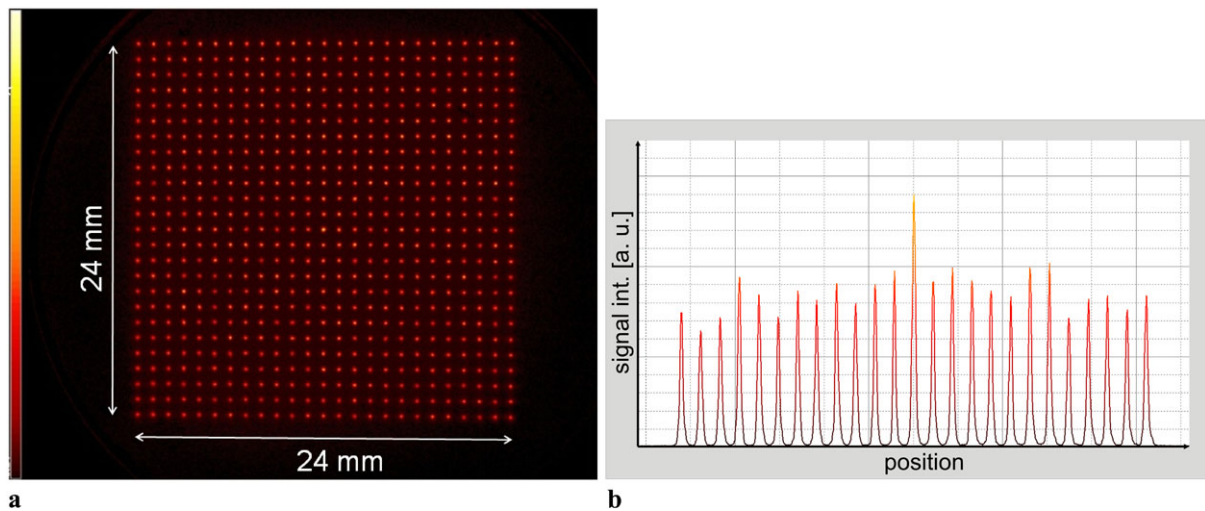 24 mm
24 mm
signal int. [a. u.]
position
a
b